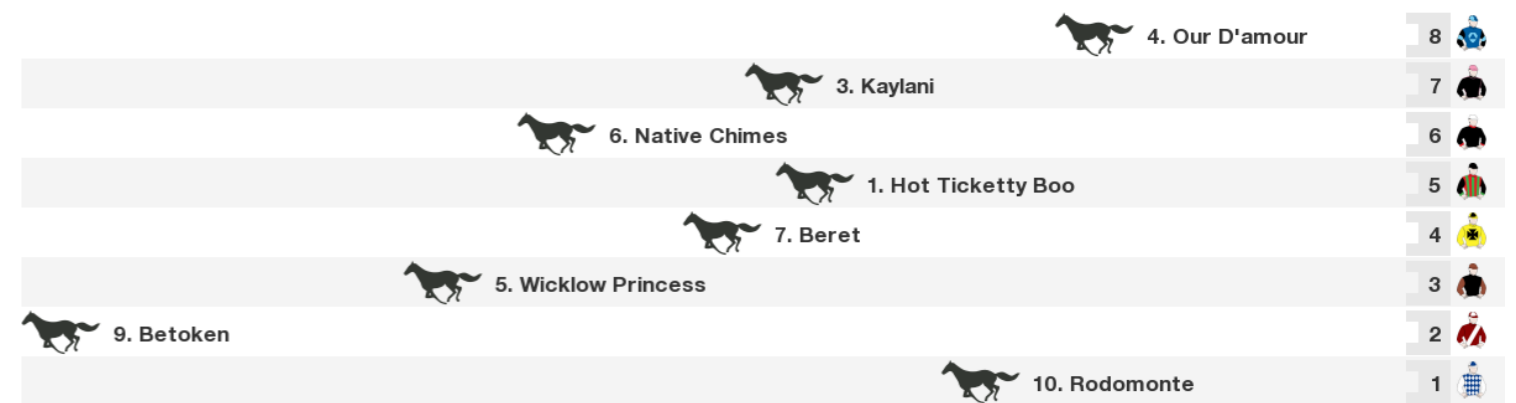 4. Our D'amour 8
3. Kaylani 7
6. Native Chimes 6
1. Hot Ticketty Boo 5
7. Beret 4
5. Wicklow Princess 3
9. Betoken 2
10. Rodomonte 1